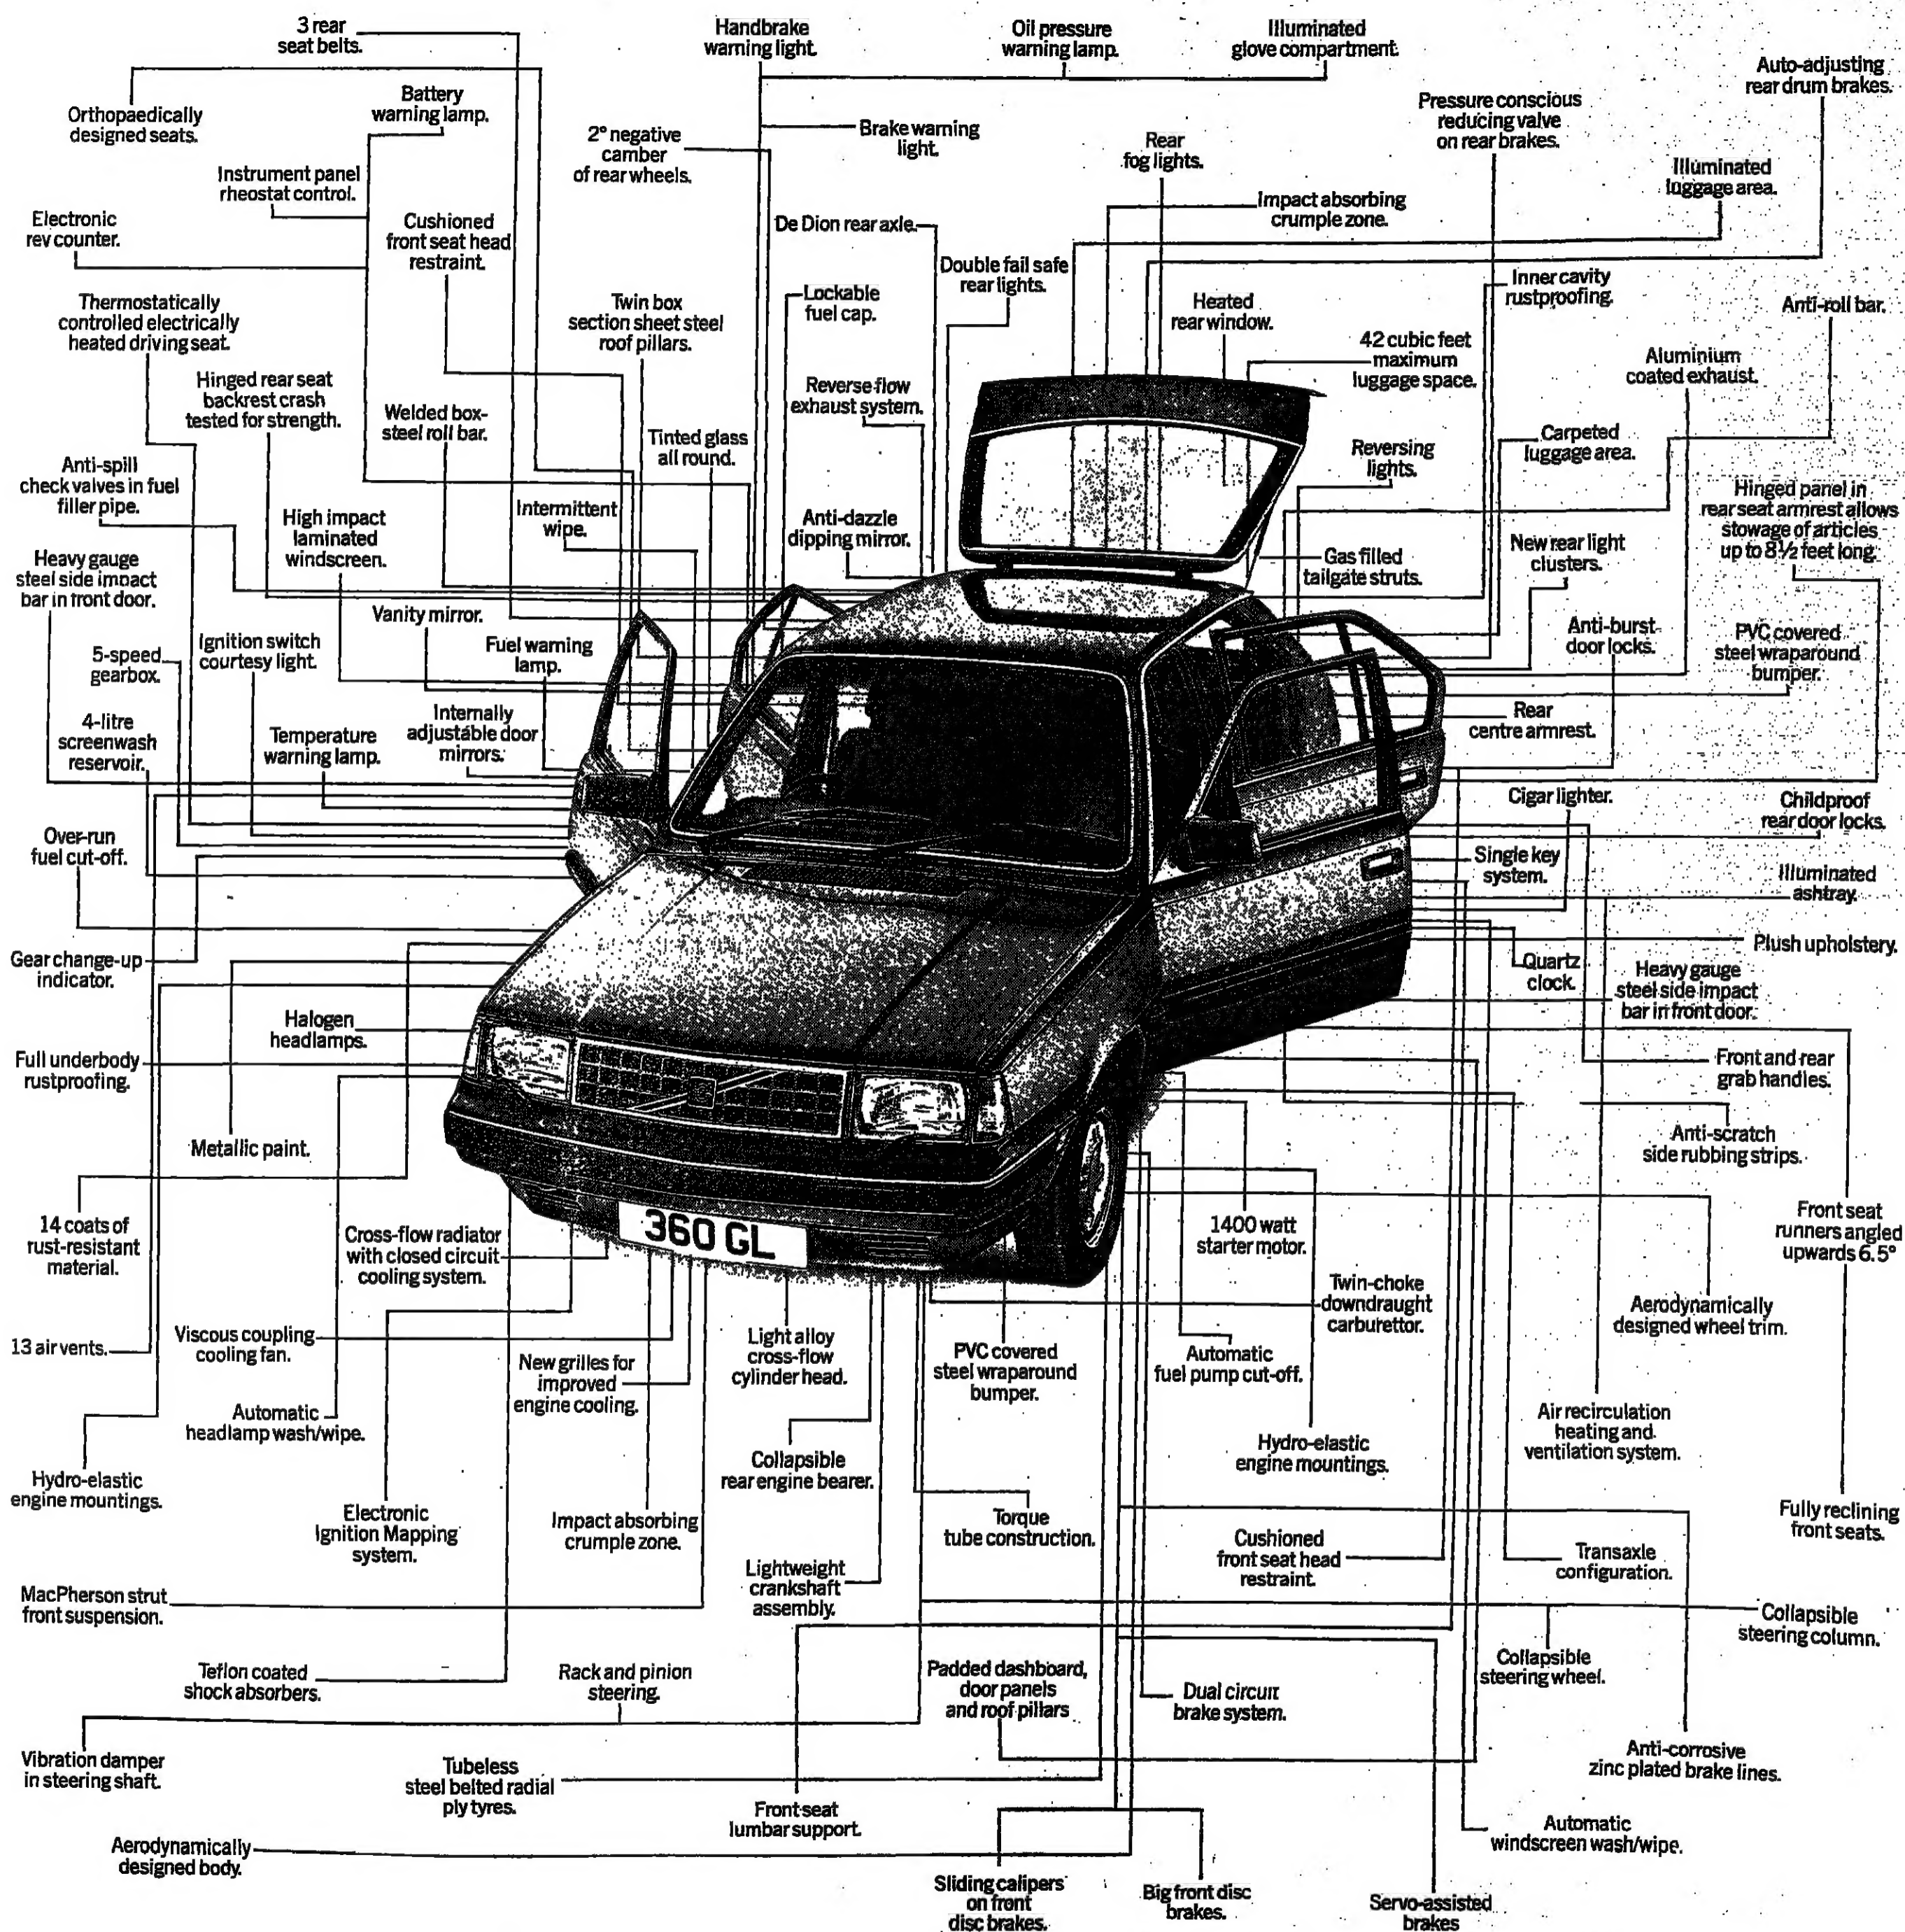 3 rear
seat belts.
Handbrake
warning light.
Oil pressure
warning lamp.
Illuminated
glove compartment.
Auto-adjusting
rear drum brakes.
Orthopaedically
designed seats.
Battery
warning lamp.
2° negative
camber
of rear wheels.
Brake warning
light.
Rear
fog lights.
Pressure conscious
reducing valve
on rear brakes.
Illuminated
luggage area.
Instrument panel
rheostat control.
Impact absorbing
crumple zone.
Electronic
rev counter.
Cushioned
front seat head
restraint.
De Dion rear axle.
Double fail safe
rear lights.
Inner cavity
rustproofing.
Anti-roll bar.
Thermostatically
controlled electrically
heated driving seat.
Twin box
section sheet steel
roof pillars.
Lockable
fuel cap.
Heated
rear window.
42 cubic feet
maximum
luggage space.
Aluminium
coated exhaust.
Hinged rear seat
backrest crash
tested for strength.
Welded box-
steel roll bar.
Reverse flow
exhaust system.
Tinted glass
all round.
Reversing
lights.
Carpeted
luggage area.
Anti-spill
check valves in fuel
filler pipe.
Hinged panel in
rear seat armrest allows
stowage of articles
up to 8½ feet long.
High impact
laminated
windscreen.
Intermittent
wipe.
Anti-dazzle
dipping mirror.
Gas filled
tailgate struts.
New rear light
clusters.
Heavy gauge
steel side impact
bar in front door.
Vanity mirror.
Anti-burst
door locks.
PVC covered
steel wraparound
bumper.
5-speed
gearbox.
Ignition switch
courtesy light.
Fuel warning
lamp.
4-litre
screenwash
reservoir.
Temperature
warning lamp.
Internally
adjustable door
mirrors.
Rear
centre armrest.
Cigar lighter.
Childproof
rear door locks.
Over-run
fuel cut-off.
Single key
system.
Illuminated
ashtray.
Gear change-up
indicator.
Plush upholstery.
Quartz
clock.
Heavy gauge
steel side impact
bar in front door.
Halogen
headlamps.
Full underbody
rustproofing.
Front and rear
grab handles.
Metallic paint.
Anti-scratch
side rubbing strips.
14 coats of
rust-resistant
material.
Cross-flow radiator
with closed circuit
cooling system.
360 GL
1400 watt
starter motor.
Front seat
runners angled
upwards 6.5°
13 air vents.
Viscous coupling
cooling fan.
New grilles for
improved
engine cooling.
Light alloy
cross-flow
cylinder head.
PVC covered
steel wraparound
bumper.
Twin-choke
downdraught
carburettor.
Automatic
fuel pump cut-off.
Aerodynamically
designed wheel trim.
Automatic
headlamp wash/wipe.
Air recirculation
heating and
ventilation system.
Hydro-elastic
engine mountings.
Collapsible
rear engine bearer.
Hydro-elastic
engine mountings.
Electronic
Ignition Mapping
system.
Impact absorbing
crumple zone.
Torque
tube construction.
Fully reclining
front seats.
Cushioned
front seat head
restraint.
Transaxle
configuration.
Lightweight
crankshaft
assembly.
MacPherson strut
front suspension.
Collapsible
steering column.
Collapsible
steering wheel.
Teflon coated
shock absorbers.
Rack and pinion
steering.
Padded dashboard,
door panels
and roof pillars
Dual circuit
brake system.
Vibration damper
in steering shaft.
Anti-corrosive
zinc plated brake lines.
Tubeless
steel belted radial
ply tyres.
Front seat
lumbar support.
Automatic
windscreen wash/wipe.
Aerodynamically
designed body.
Sliding calipers
on front
disc brakes.
Big front disc
brakes.
Servo-assisted
brakes